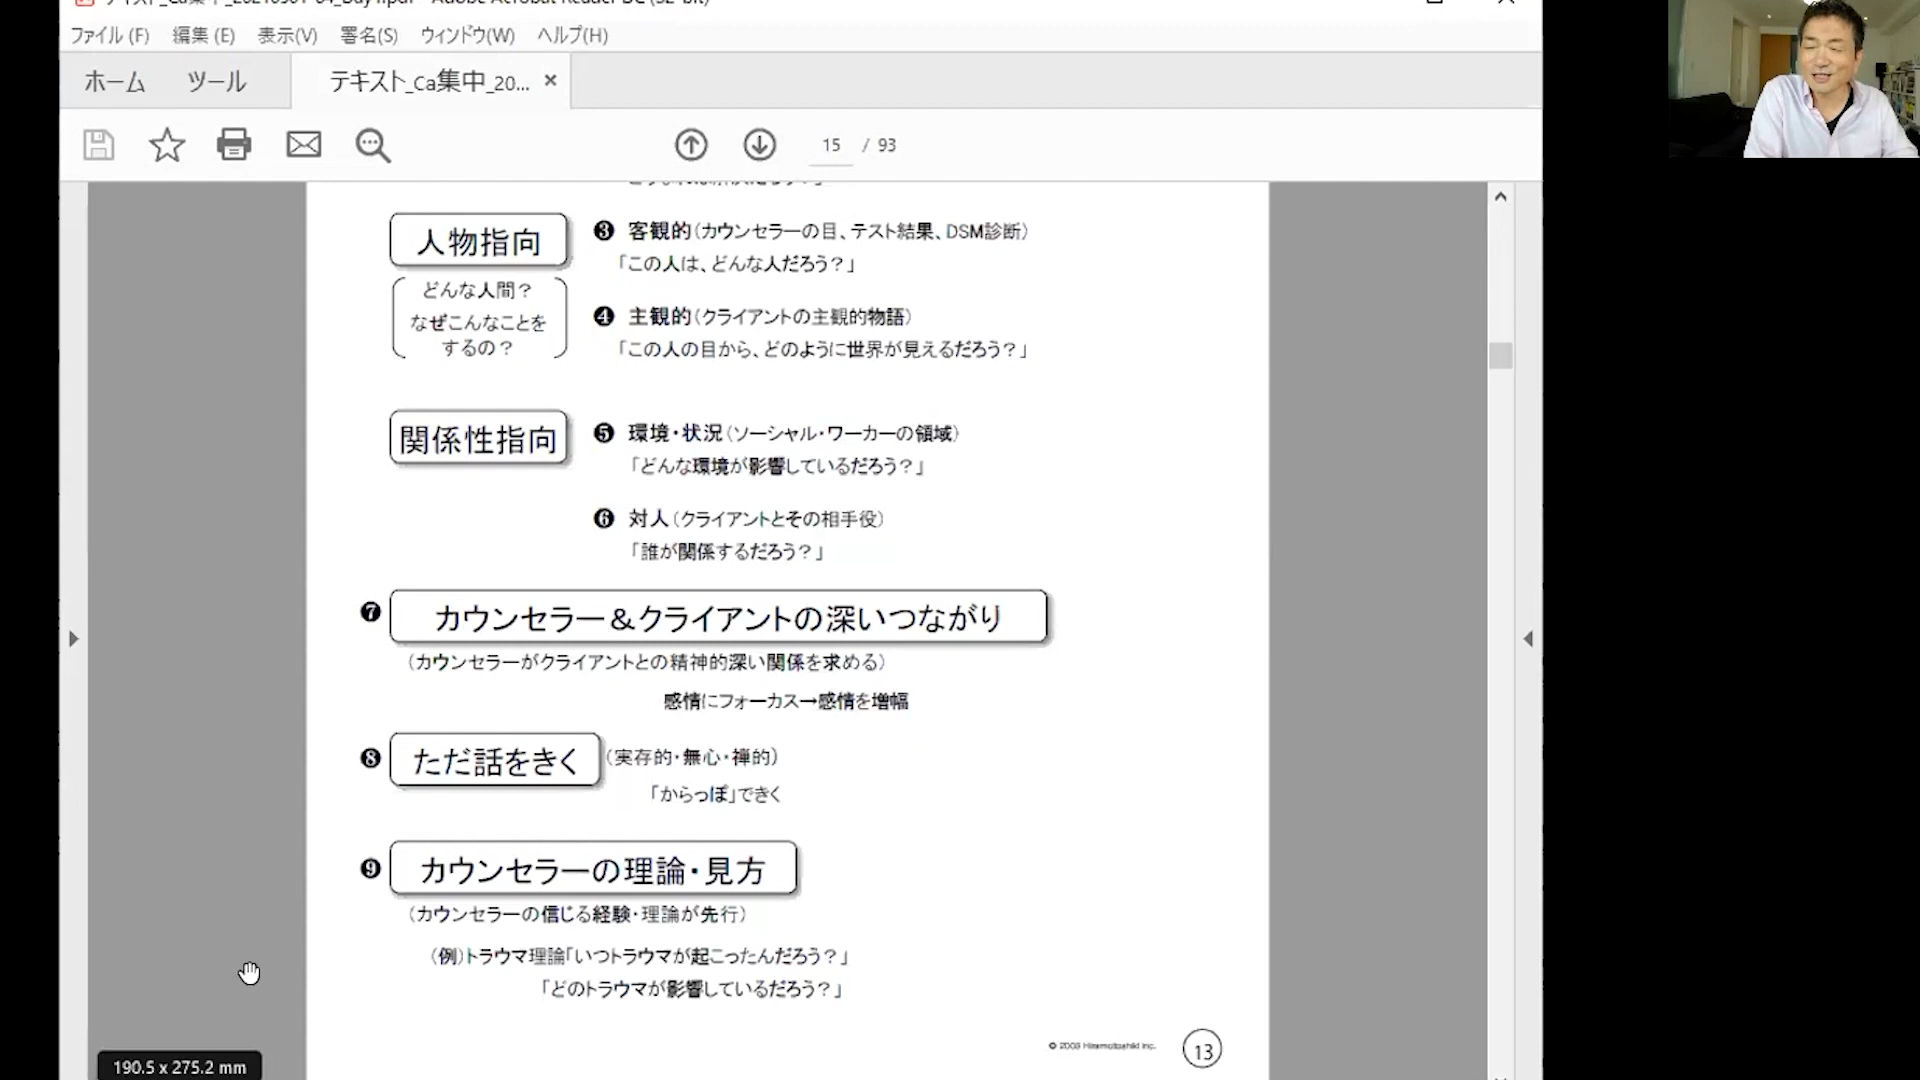 ファイル(F) 編集(E) 表示(V) 署名(S) ウィンドウ(W) ヘルプ(H)
ホーム ツール テキスト_Ca集中_20... ×
15 / 93
人物指向
どんな人間?
なぜこんなことを
するの?
❸ 客観的(カウンセラーの目、テスト結果、DSM診断)
「この人は、どんな人だろう?」
❹ 主観的(クライアントの主観的物語)
「この人の目から、どのように世界が見えるだろう?」
関係性指向
❺ 環境・状況(ソーシャル・ワーカーの領域)
「どんな環境が影響しているだろう?」
❻ 対人(クライアントとその相手役)
「誰が関係するだろう?」
❼ カウンセラー&クライアントの深いつながり
(カウンセラーがクライアントとの精神的深い関係を求める)
感情にフォーカス→感情を増幅
❽ ただ話をきく (実存的・無心・禅的)
「からっぽ」できく
❾ カウンセラーの理論・見方
(カウンセラーの信じる経験・理論が先行)
(例)トラウマ理論「いつトラウマが起こったんだろう?」
「どのトラウマが影響しているだろう?」
13
190.5 x 275.2 mm